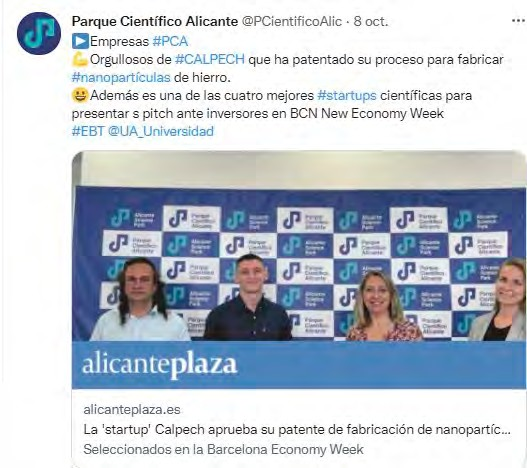 Parque Científico Alicante @PCientificoAlic · 8 oct.
Empresas #PCA
Orgullosos de #CALPECH que ha patentado su proceso para fabricar
#nanopartículas de hierro.
Además es una de las cuatro mejores #startups científicas para
presentar s pitch ante inversores en BCN New Economy Week
#EBT @UA_Universidad
Alicante Science Park
Parque Científico Alicante
alicanteplaza
alicanteplaza.es
La 'startup' Calpech aprueba su patente de fabricación de nanopartíc...
Seleccionados en la Barcelona Economy Week